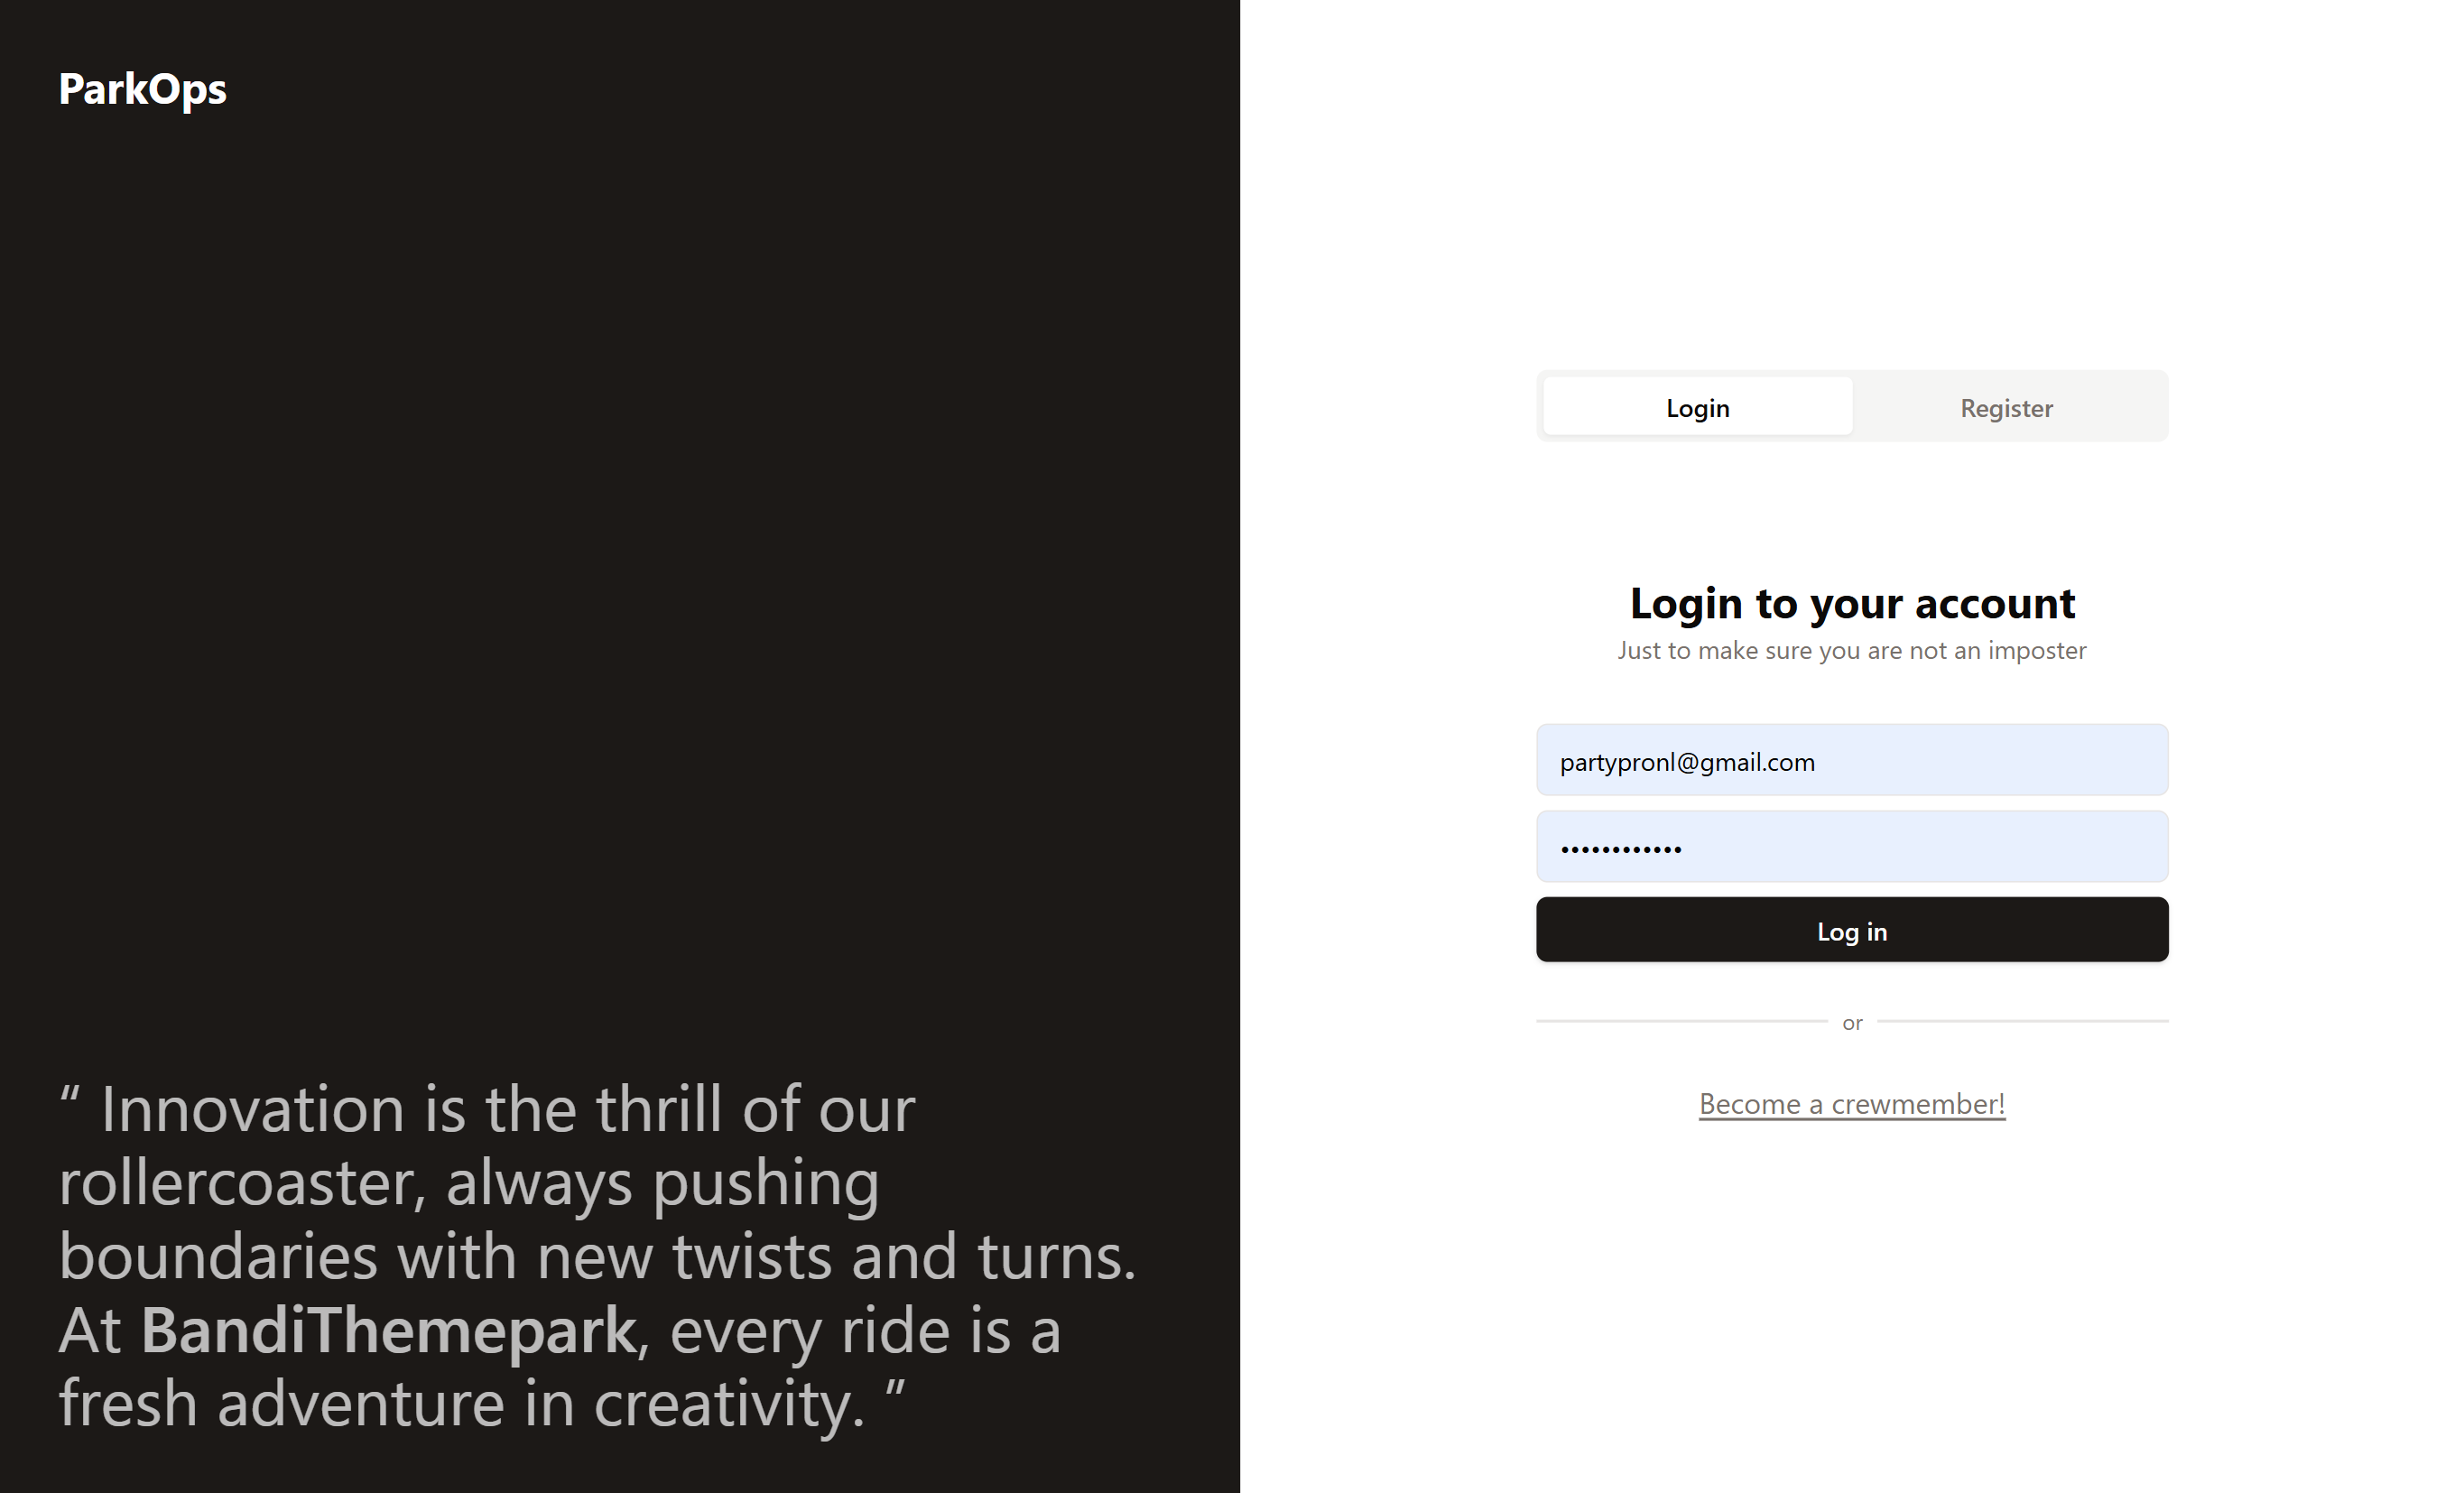 ParkOps
“ Innovation is the thrill of our
rollercoaster, always pushing
boundaries with new twists and turns.
At BandiThemepark, every ride is a
fresh adventure in creativity. ”
Login
Register
Login to your account
Just to make sure you are not an imposter
partypronl@gmail.com
••••••••••••
Log in
or
Become a crewmember!